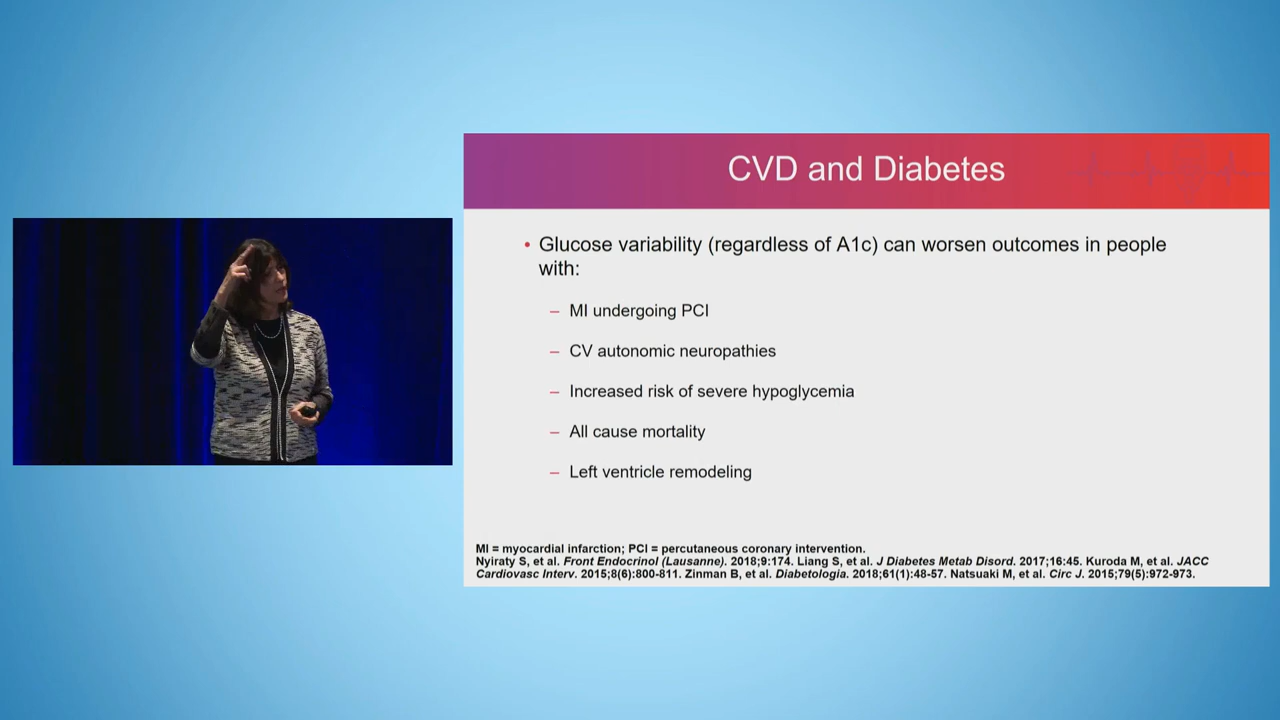 CVD and Diabetes
• Glucose variability (regardless of A1c) can worsen outcomes in people
with:
– MI undergoing PCI
– CV autonomic neuropathies
– Increased risk of severe hypoglycemia
– All cause mortality
– Left ventricle remodeling
MI = myocardial infarction; PCI = percutaneous coronary intervention.
Nyiraty S, et al. Front Endocrinol (Lausanne). 2018;9:174. Liang S, et al. J Diabetes Metab Disord. 2017;16:45. Kuroda M, et al. JACC
Cardiovasc Interv. 2015;8(6):800-811. Zinman B, et al. Diabetologia. 2018;61(1):48-57. Natsuaki M, et al. Circ J. 2015;79(5):972-973.